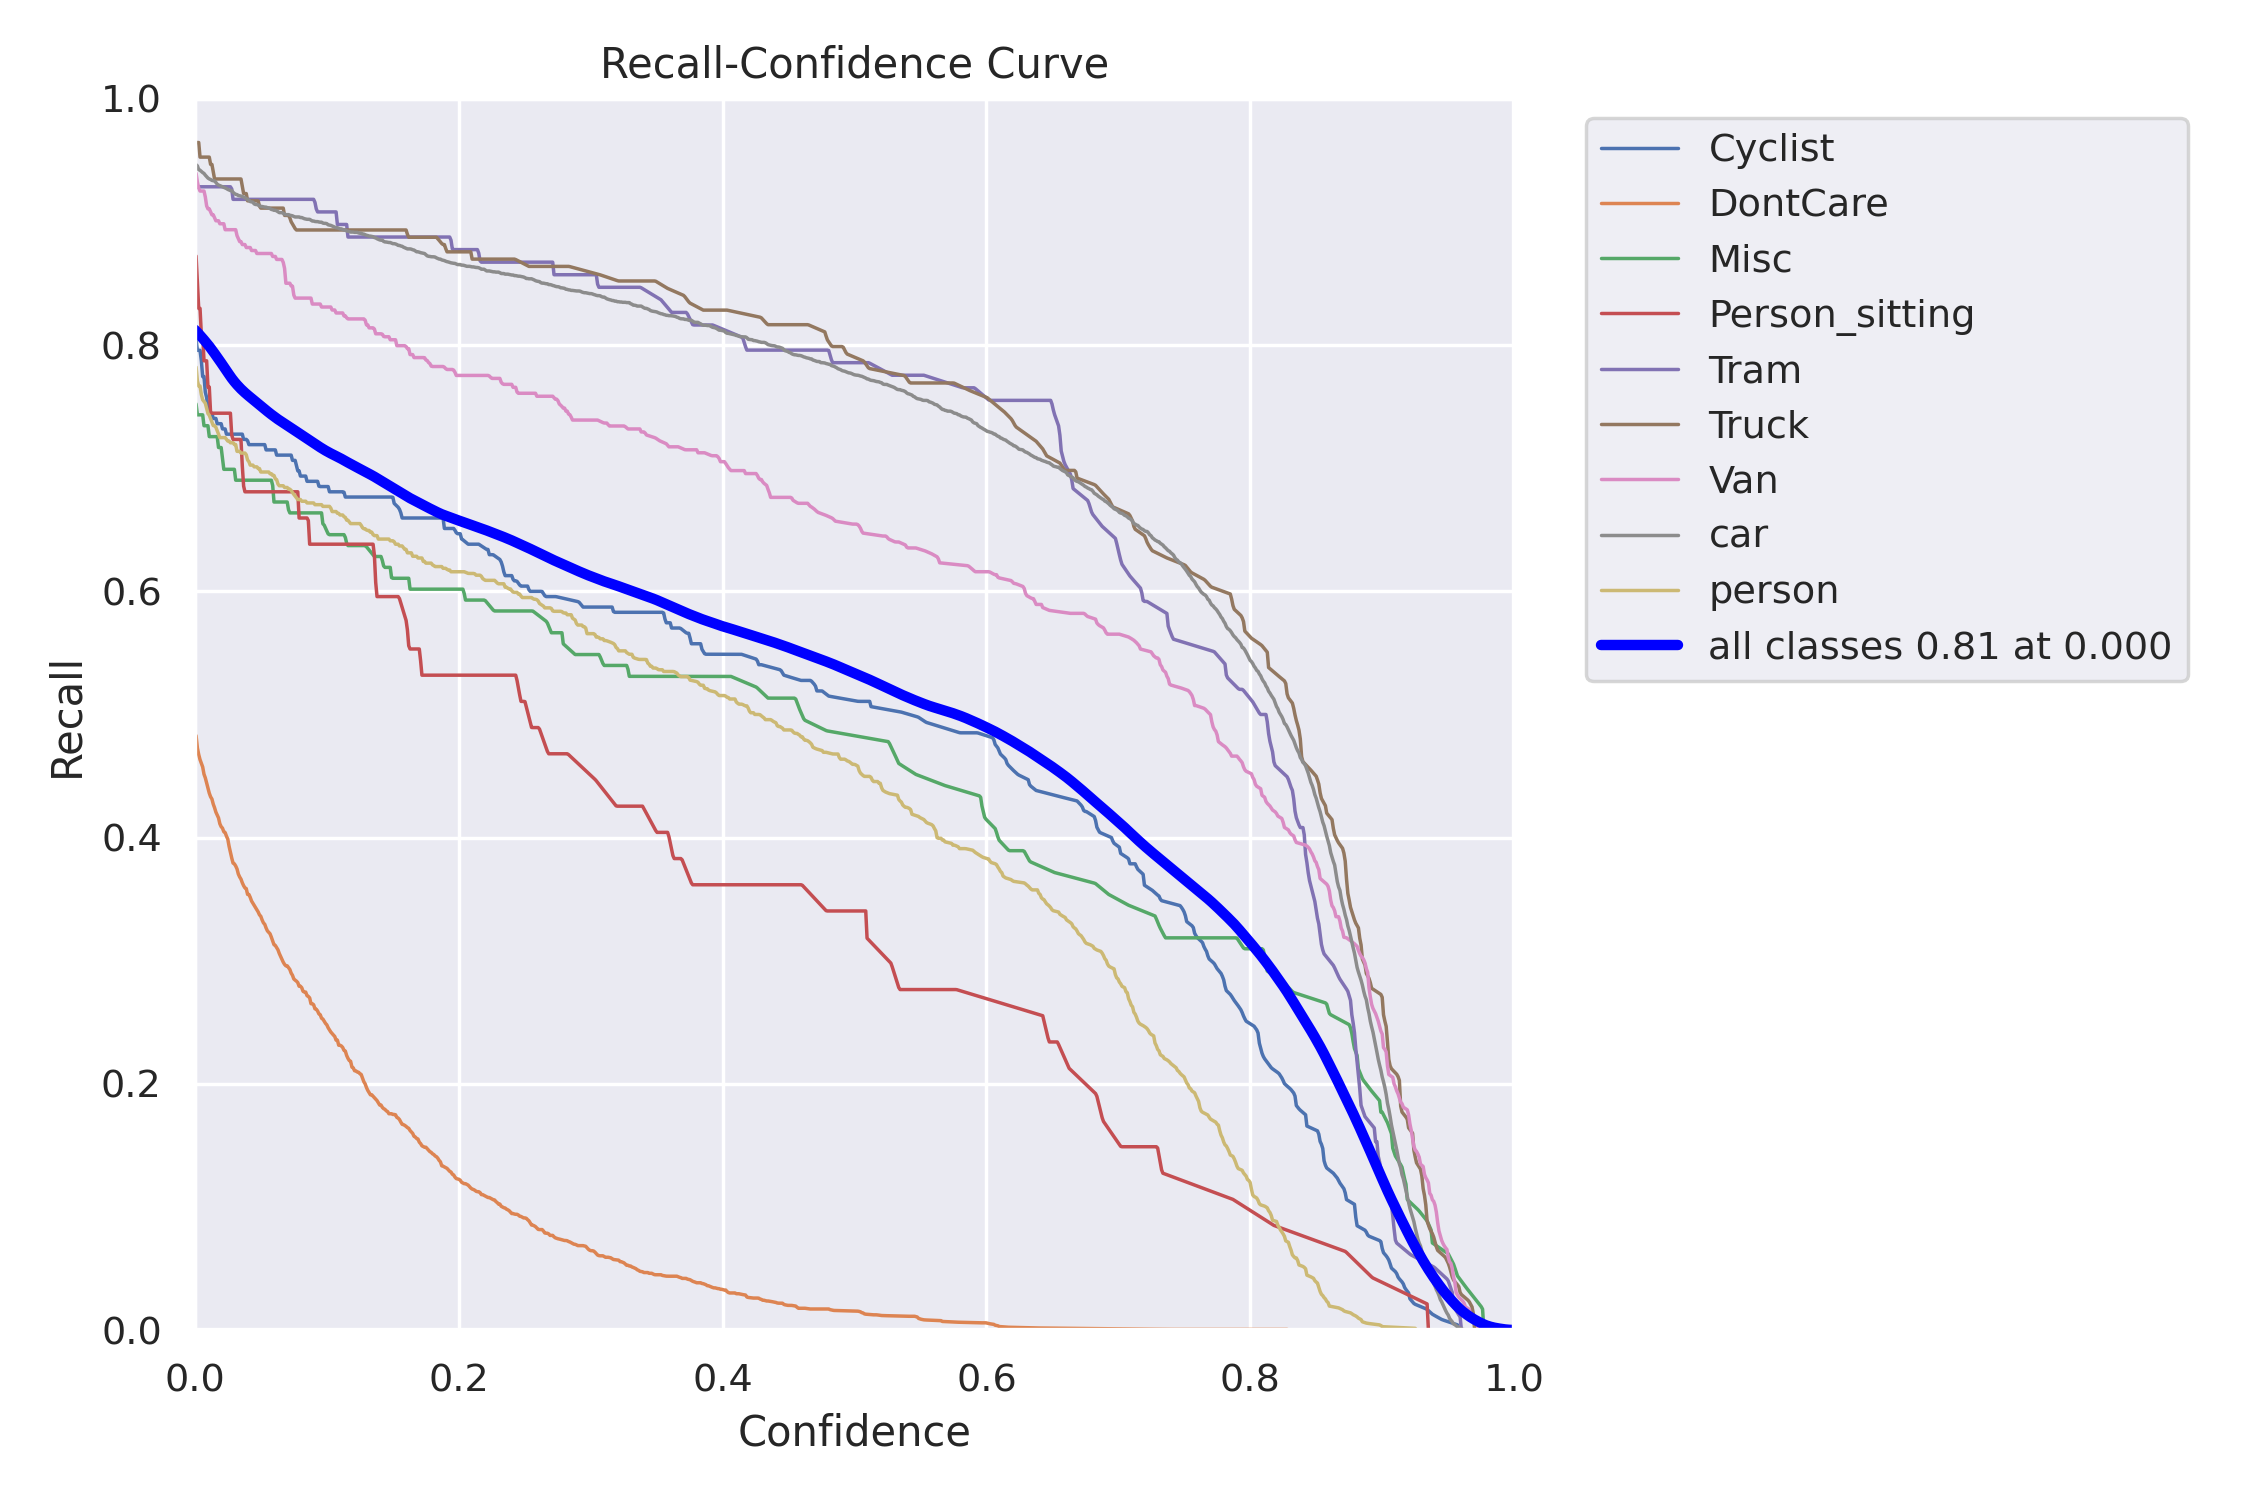 Recall-Confidence Curve
1.0
0.8
0.6
0.4
0.2
0.0
Recall
0.0 0.2 0.4 0.6 0.8 1.0
Confidence
Cyclist
DontCare
Misc
Person_sitting
Tram
Truck
Van
car
person
all classes 0.81 at 0.000